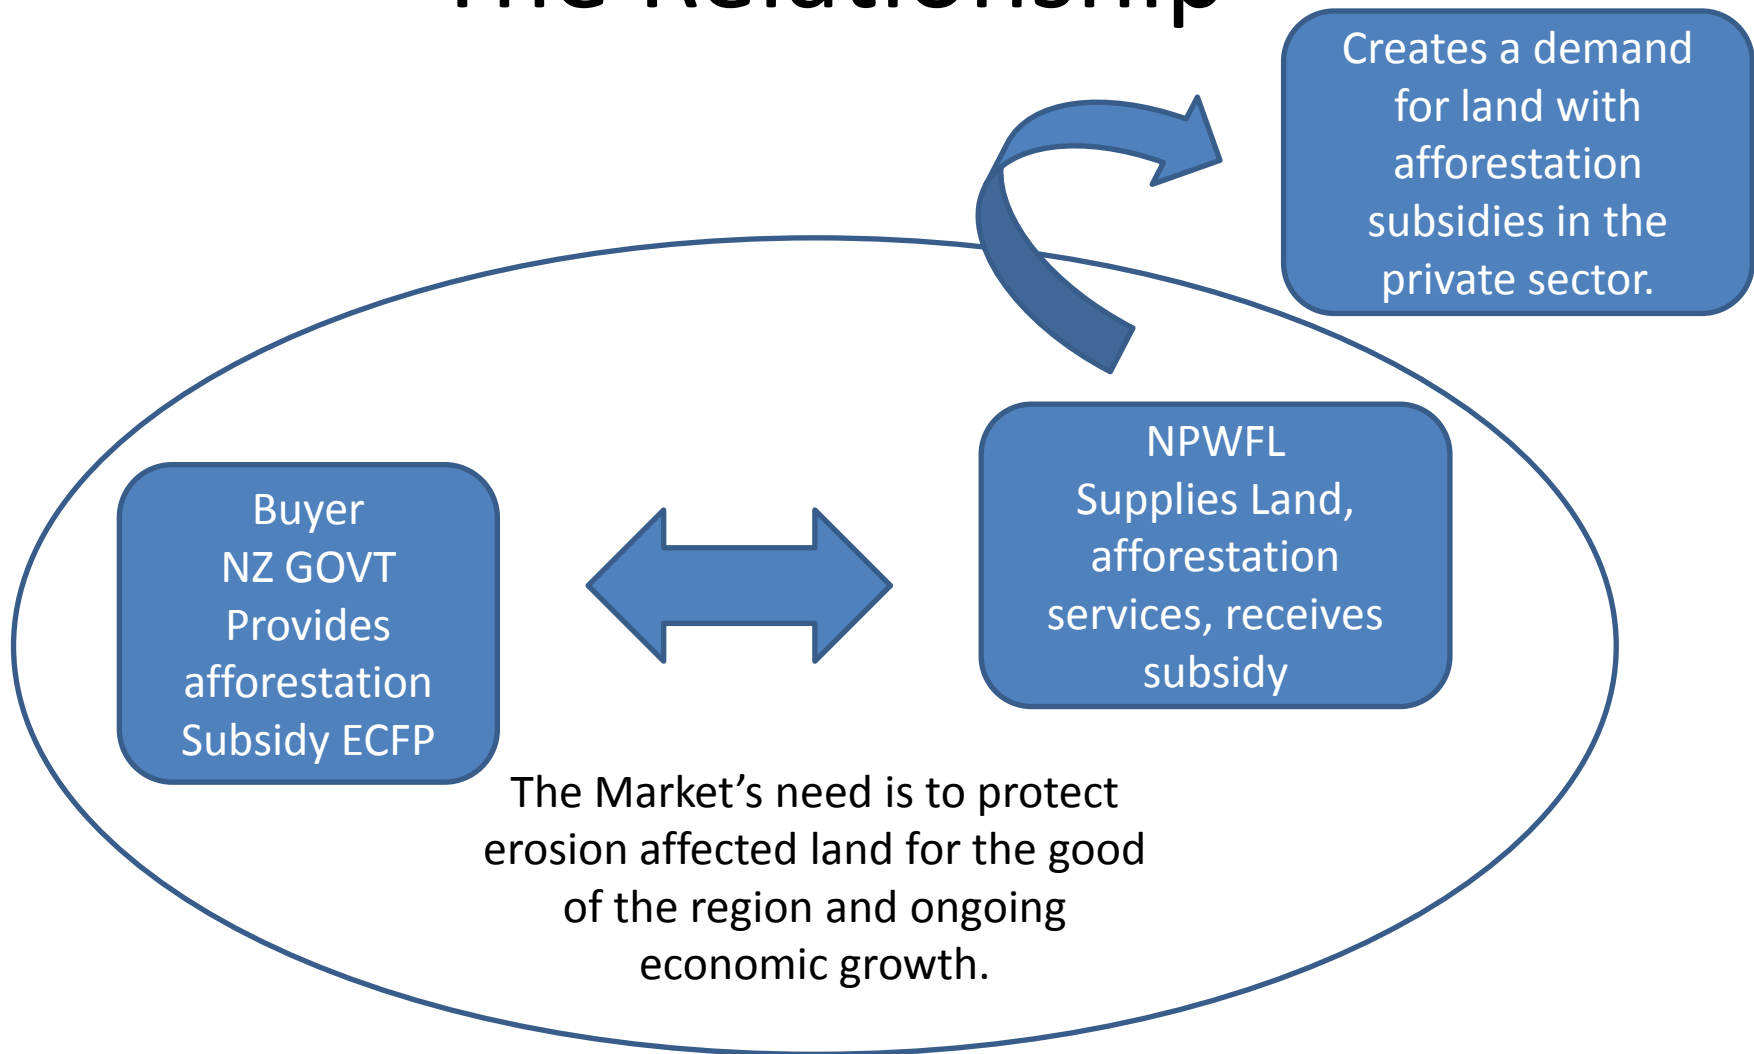 The Relationship
Creates a demand
for land with
afforestation
subsidies in the
private sector.
NPWFL
Supplies Land,
afforestation
services, receives
subsidy
Buyer
NZ GOVT
Provides
afforestation
Subsidy ECFP
The Market’s need is to protect
erosion affected land for the good
of the region and ongoing
economic growth.